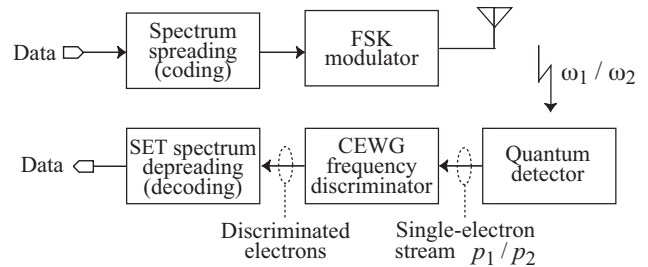 Data
Spectrum
spreading
(coding)
FSK
modulator
ω1 / ω2
Data
SET spectrum
depreading
(decoding)
CEWG
frequency
discriminator
Quantum
detector
Discriminated
electrons
Single-electron
stream p1 / p2